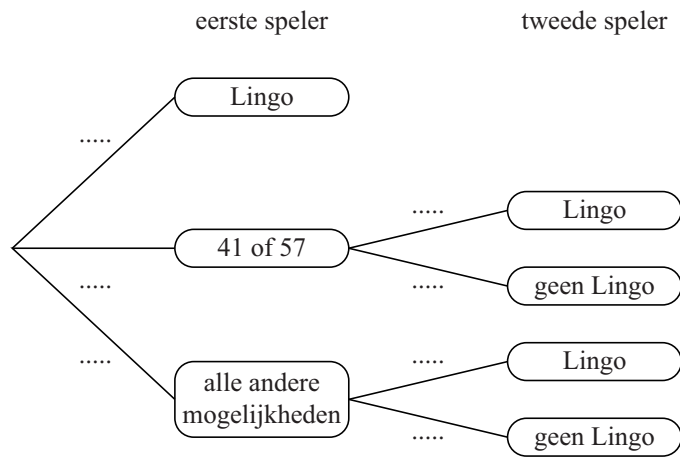 eerste speler
tweede speler
Lingo
.....
.....
Lingo
41 of 57
.....
.....
geen Lingo
.....
.....
Lingo
alle andere
mogelijkheden
.....
geen Lingo